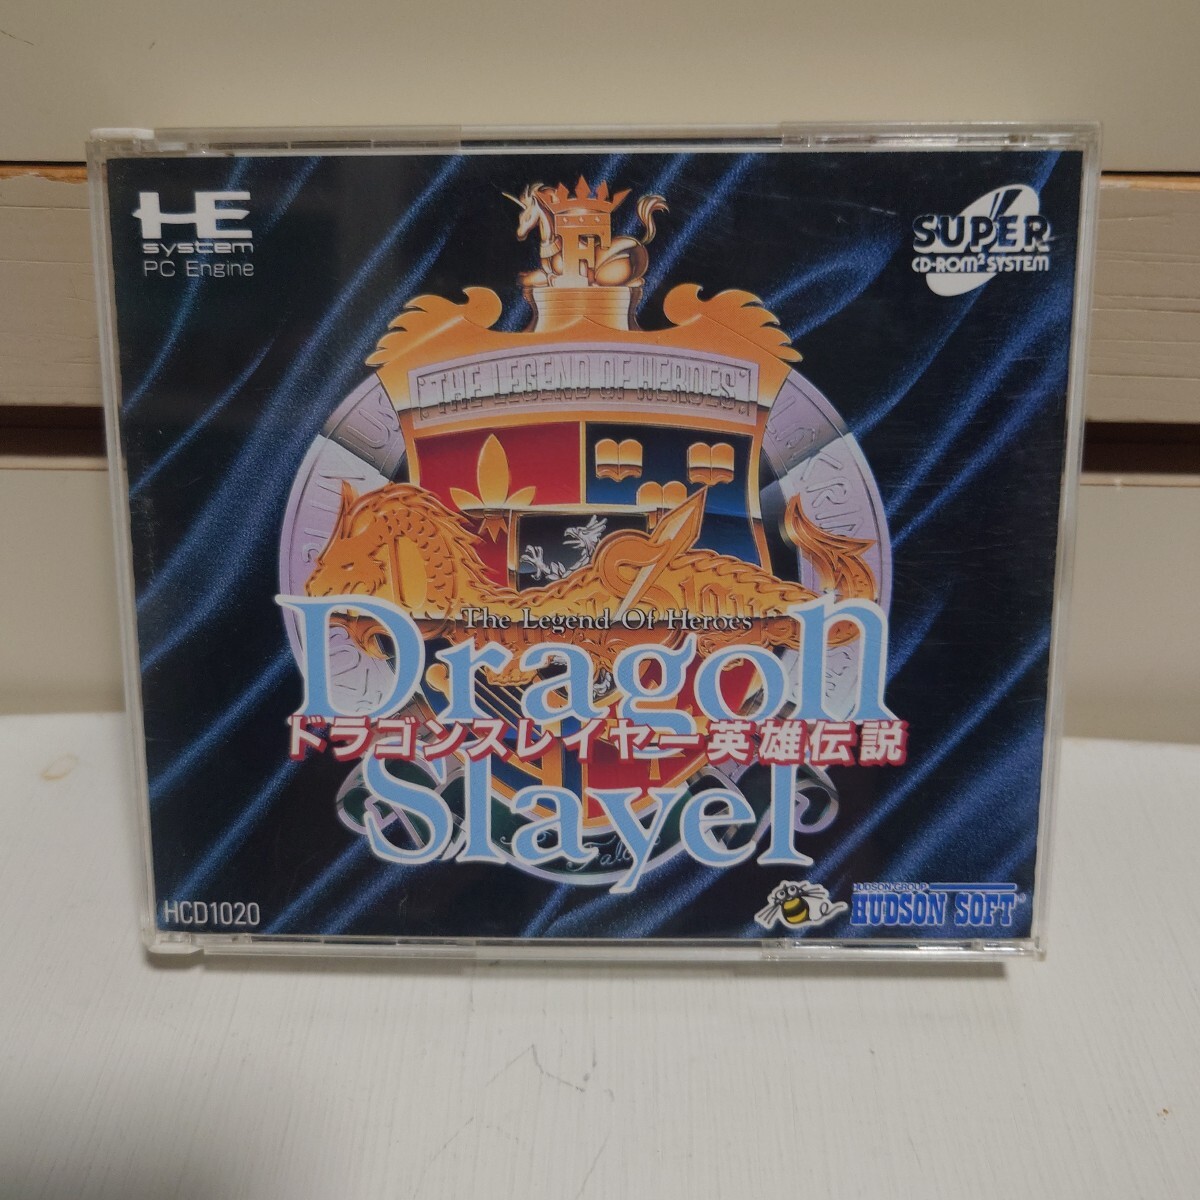 HE
system
PC Engine
SUPER
CD-ROM² SYSTEM
F
THE LEGEND OF HEROES
The Legend Of Heroes
Dragon
ドラゴンスレイヤー英雄伝説
Slayer
HCD1020
HUDSON GROUP
HUDSON SOFT®